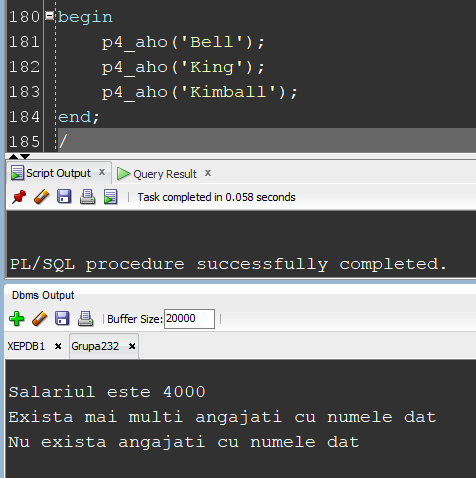 180 begin
181 p4_aho('Bell');
182 p4_aho('King');
183 p4_aho('Kimball');
184 end;
185 /
Script Output x Query Result x
Task completed in 0.058 seconds
PL/SQL procedure successfully completed.
Dbms Output
Buffer Size: 20000
XEPDB1 x Grupa232 x
Salariul este 4000
Exista mai multi angajati cu numele dat
Nu exista angajati cu numele dat